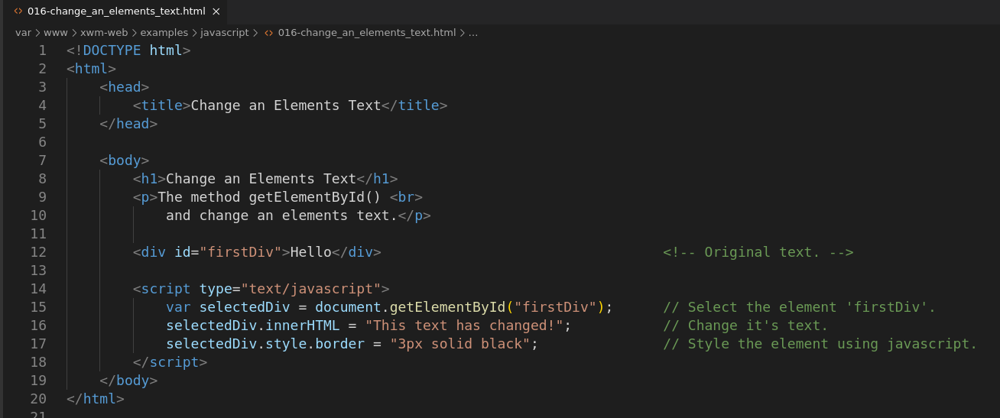 016-change_an_elements_text.html
var > www > xwm-web > examples > javascript > 016-change_an_elements_text.html > ...
1 <!DOCTYPE html>
2 <html>
3     <head>
4         <title>Change an Elements Text</title>
5     </head>
6
7     <body>
8         <h1>Change an Elements Text</h1>
9         <p>The method getElementById() <br>
10             and change an elements text.</p>
11
12         <div id="firstDiv">Hello</div>                                  <!-- Original text. -->
13
14         <script type="text/javascript">
15             var selectedDiv = document.getElementById("firstDiv");      // Select the element 'firstDiv'.
16             selectedDiv.innerHTML = "This text has changed!";           // Change it's text.
17             selectedDiv.style.border = "3px solid black";               // Style the element using javascript.
18         </script>
19     </body>
20 </html>
21